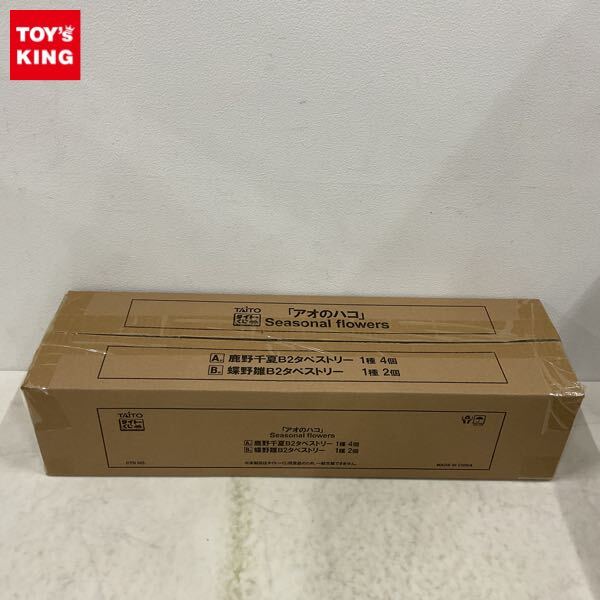 TOY's
KING
TAITO
タイトー
くじ
「アオのハコ」
Seasonal flowers
A. 鹿野千夏B2タペストリー 1種 4個
B. 蝶野雛B2タペストリー 1種 2個
TAITO
タイトー
くじ
「アオのハコ」
Seasonal flowers
A. 鹿野千夏B2タペストリー 1種 4個
B. 蝶野雛B2タペストリー 1種 2個
CTN NO.
MADE IN CHINA